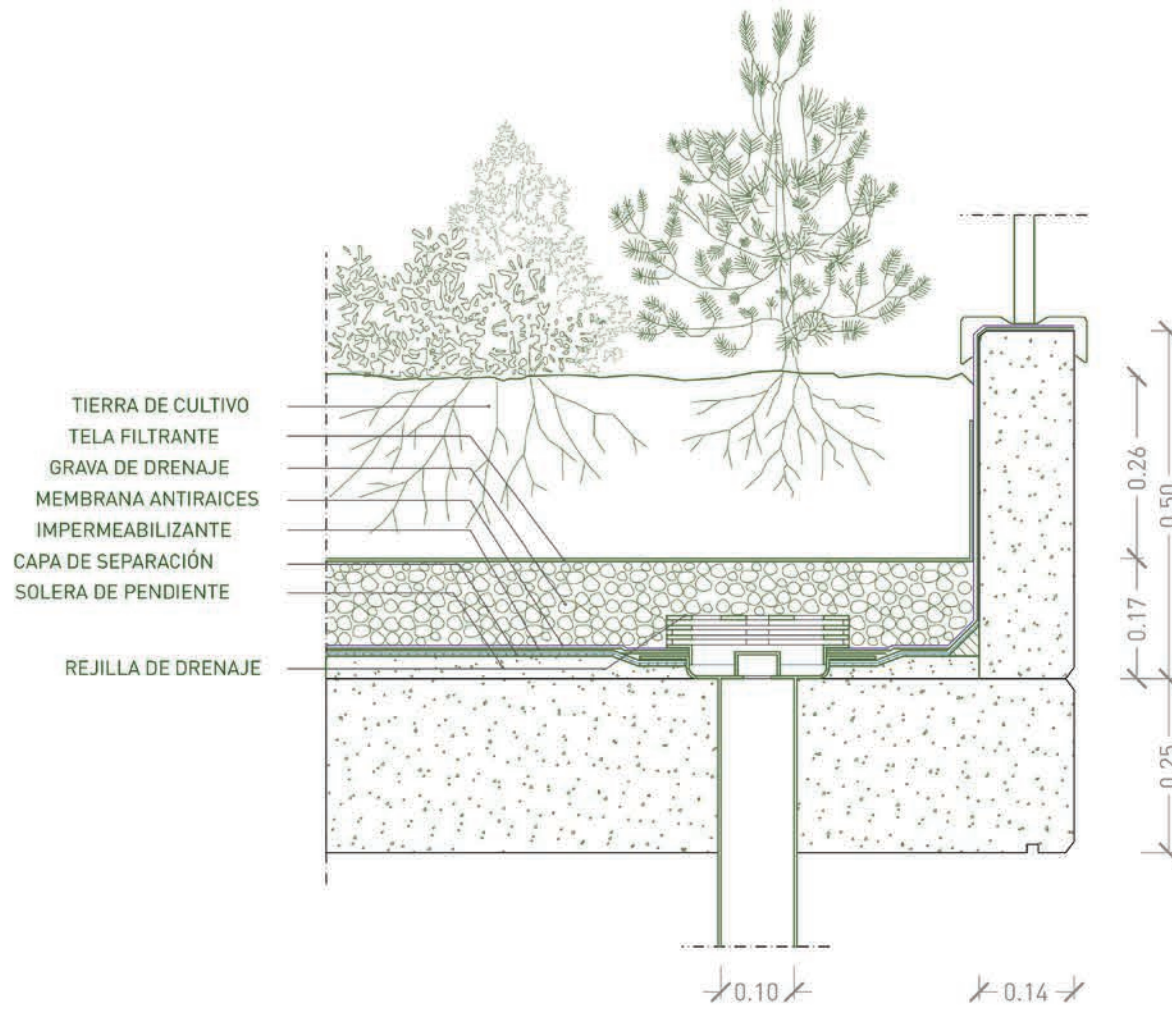 TIERRA DE CULTIVO
TELA FILTRANTE
GRAVA DE DRENAJE
MEMBRANA ANTIRAICES
IMPERMEABILIZANTE
CAPA DE SEPARACIÓN
SOLERA DE PENDIENTE
REJILLA DE DRENAJE
0.26
0.50
0.17
0.25
0.10
0.14